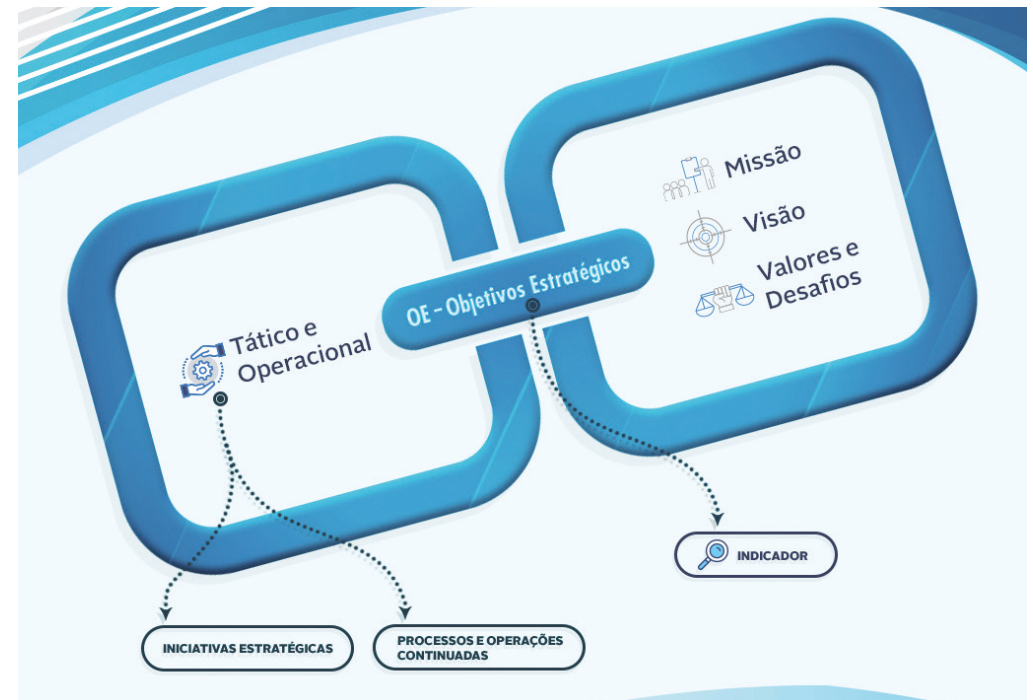 Missão
Visão
Valores e
Desafios
OE – Objetivos Estratégicos
Tático e
Operacional
INDICADOR
INICIATIVAS ESTRATÉGICAS
PROCESSOS E OPERAÇÕES
CONTINUADAS